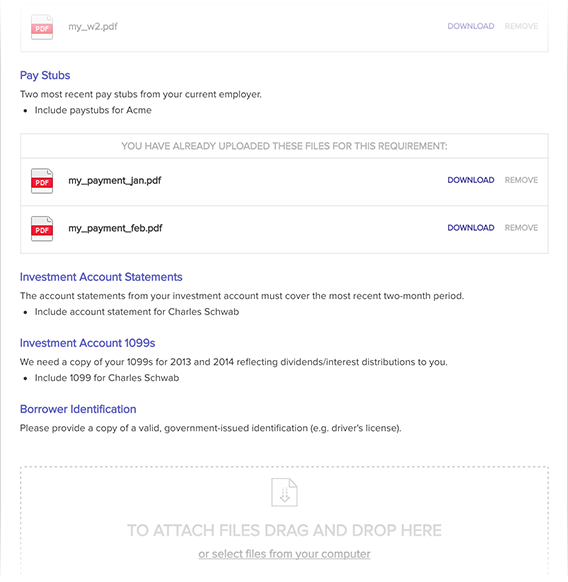 PDF my_w2.pdf DOWNLOAD REMOVE
Pay Stubs
Two most recent pay stubs from your current employer.
• Include paystubs for Acme
YOU HAVE ALREADY UPLOADED THESE FILES FOR THIS REQUIREMENT:
PDF my_payment_jan.pdf DOWNLOAD REMOVE
PDF my_payment_feb.pdf DOWNLOAD REMOVE
Investment Account Statements
The account statements from your investment account must cover the most recent two-month period.
• Include account statement for Charles Schwab
Investment Account 1099s
We need a copy of your 1099s for 2013 and 2014 reflecting dividends/interest distributions to you.
• Include 1099 for Charles Schwab
Borrower Identification
Please provide a copy of a valid, government-issued identification (e.g. driver's license).
TO ATTACH FILES DRAG AND DROP HERE
or select files from your computer